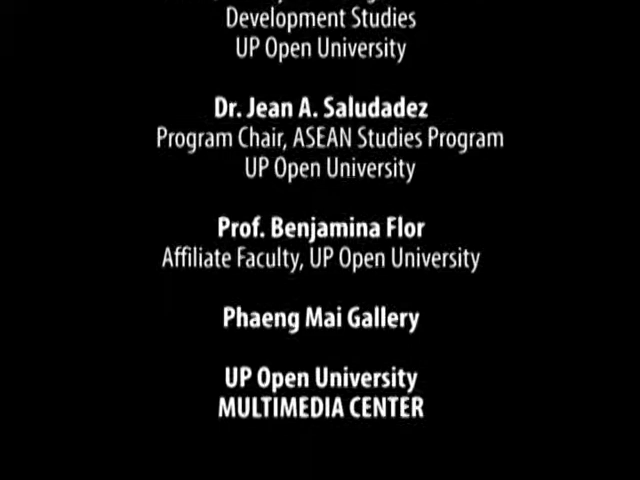 Development Studies
UP Open University
Dr. Jean A. Saludadez
Program Chair, ASEAN Studies Program
UP Open University
Prof. Benjamina Flor
Affiliate Faculty, UP Open University
Phaeng Mai Gallery
UP Open University
MULTIMEDIA CENTER